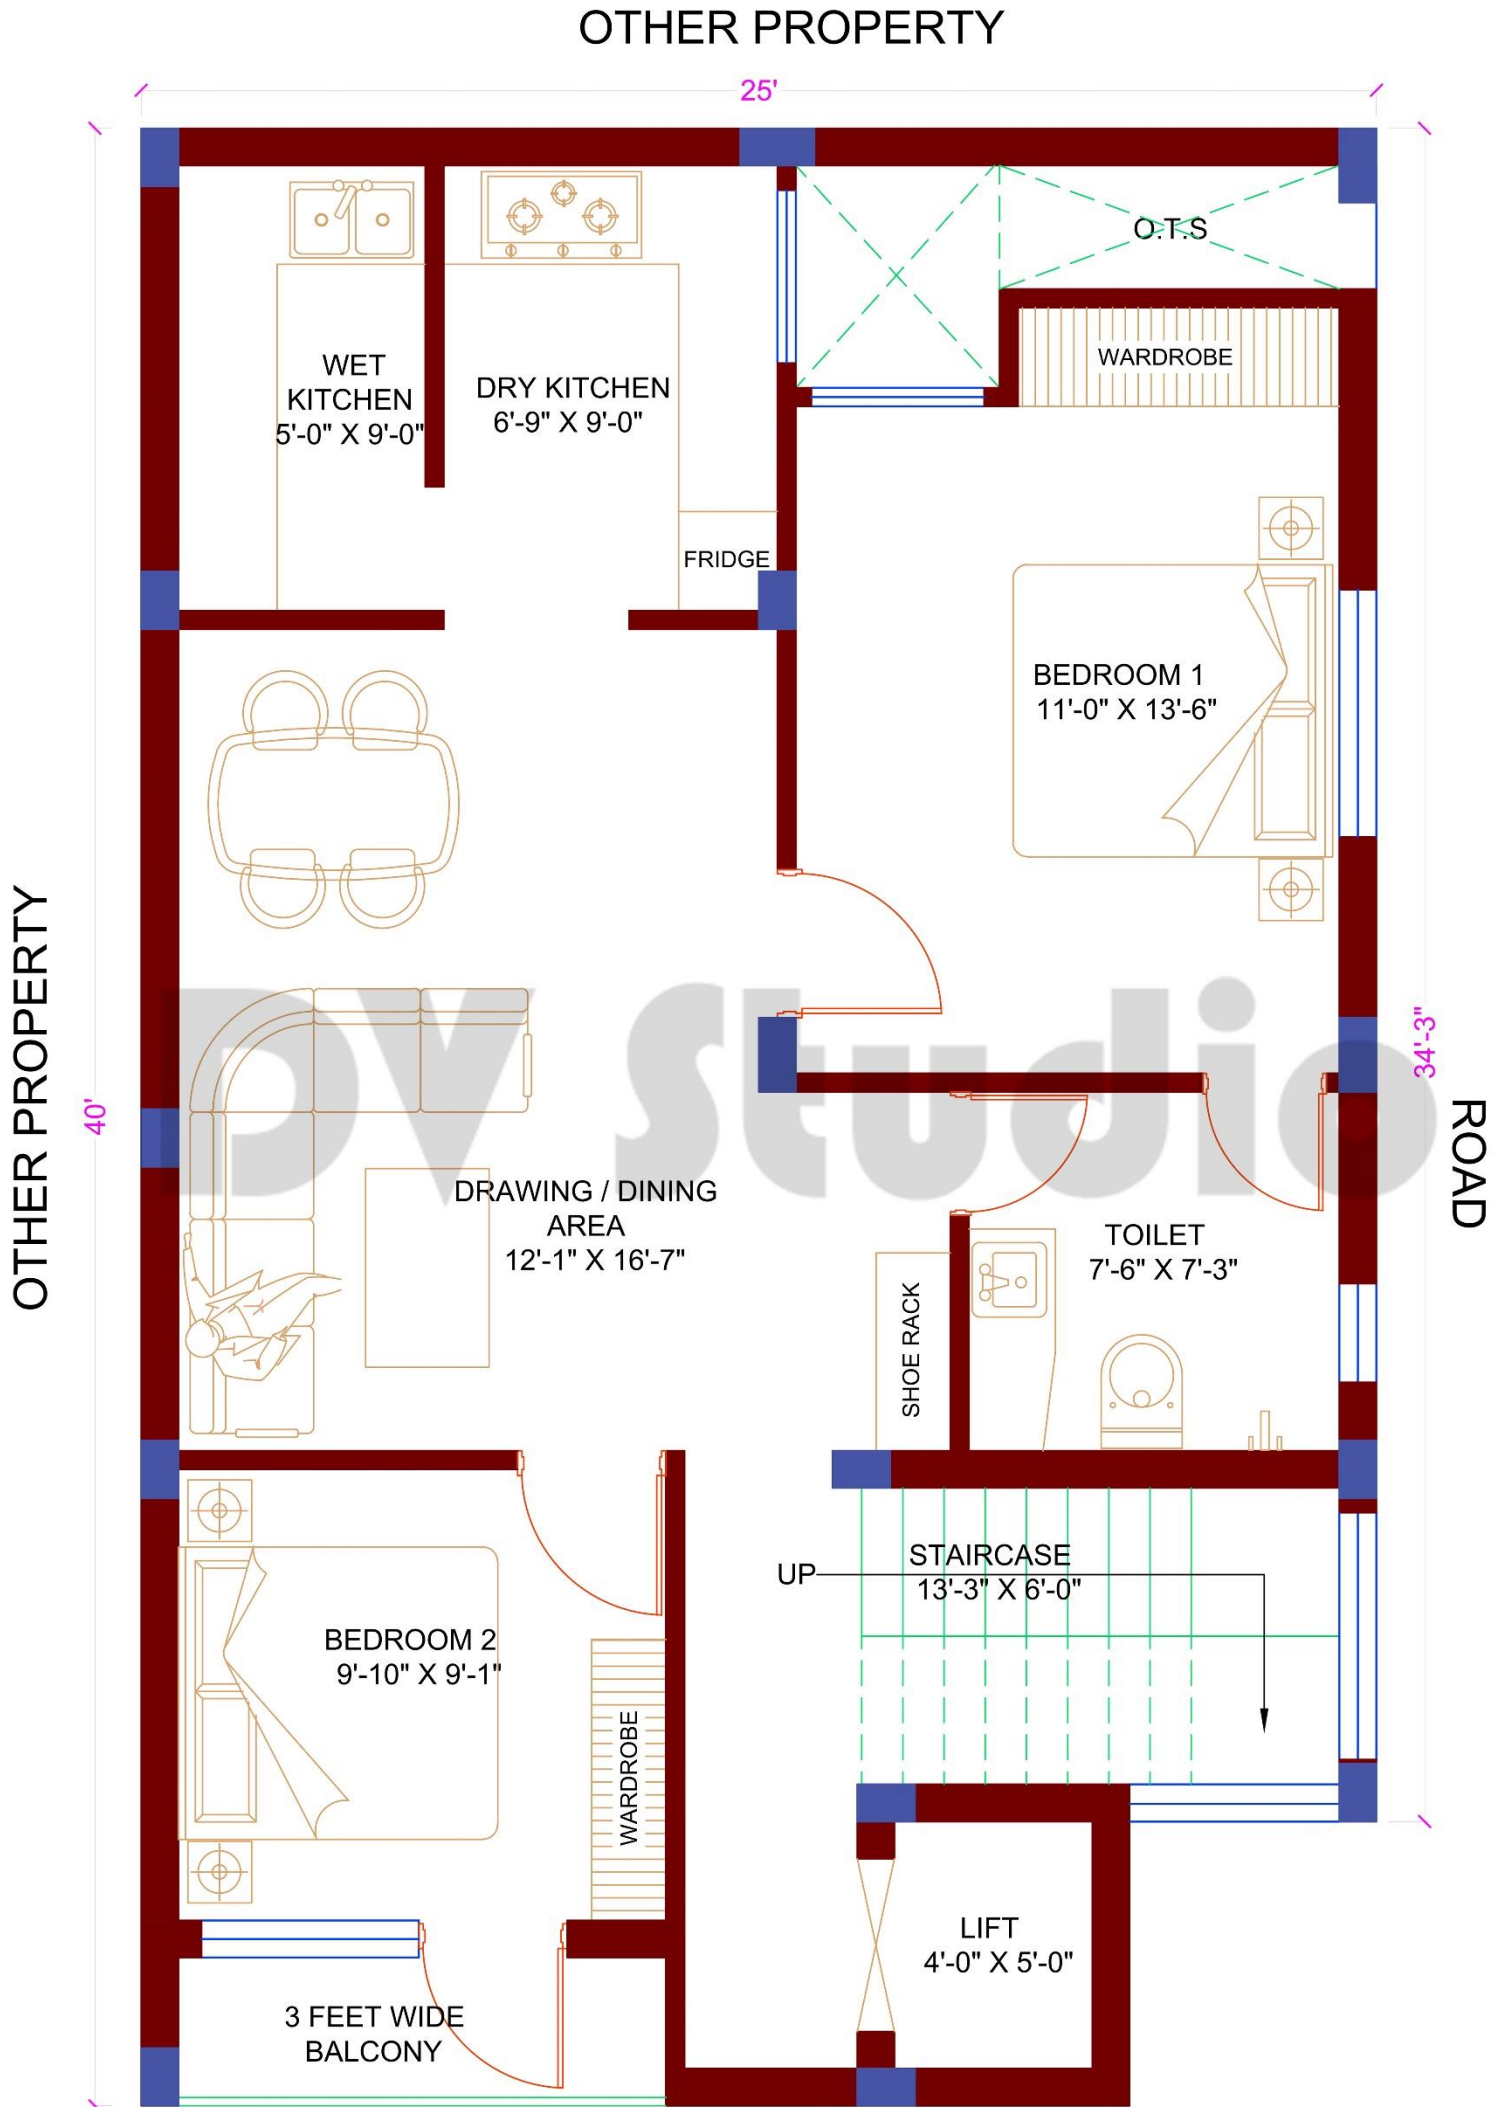 OTHER PROPERTY
25'
O.T.S
WET
KITCHEN
5'-0" X 9'-0"
DRY KITCHEN
6'-9" X 9'-0"
WARDROBE
FRIDGE
BEDROOM 1
11'-0" X 13'-6"
OTHER PROPERTY
40'
DV Studio
34'-3"
ROAD
DRAWING / DINING
AREA
12'-1" X 16'-7"
TOILET
7'-6" X 7'-3"
SHOE RACK
UP
STAIRCASE
13'-3" X 6'-0"
BEDROOM 2
9'-10" X 9'-1"
WARDROBE
LIFT
4'-0" X 5'-0"
3 FEET WIDE
BALCONY